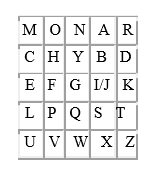 M O N A R
C H Y B D
E F G I/J K
L P Q S T
U V W X Z